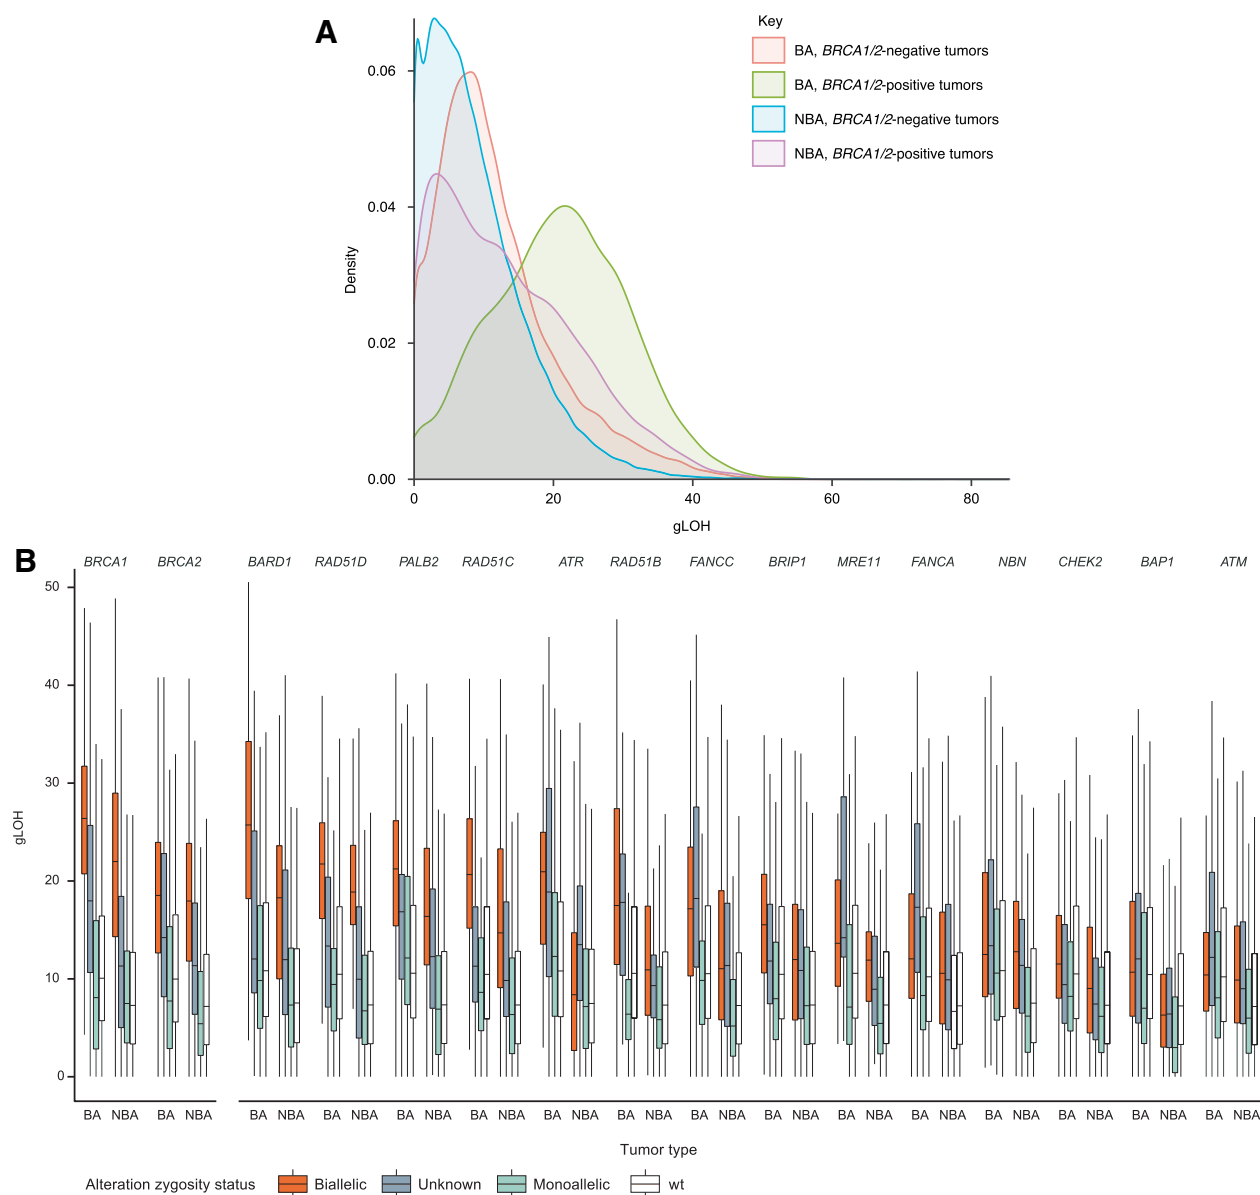 A
Key
BA, BRCA1/2-negative tumors
BA, BRCA1/2-positive tumors
NBA, BRCA1/2-negative tumors
NBA, BRCA1/2-positive tumors
0.06
0.04
0.02
0.00
Density
0 20 40 60 80
gLOH
B
BRCA1 BRCA2 BARD1 RAD51D PALB2 RAD51C ATR RAD51B FANCC BRIP1 MRE11 FANCA NBN CHEK2 BAP1 ATM
50
40
30
20
10
0
gLOH
BA NBA BA NBA BA NBA BA NBA BA NBA BA NBA BA NBA BA NBA BA NBA BA NBA BA NBA BA NBA BA NBA BA NBA BA NBA BA NBA
Tumor type
Alteration zygosity status Biallelic Unknown Monoallelic wt